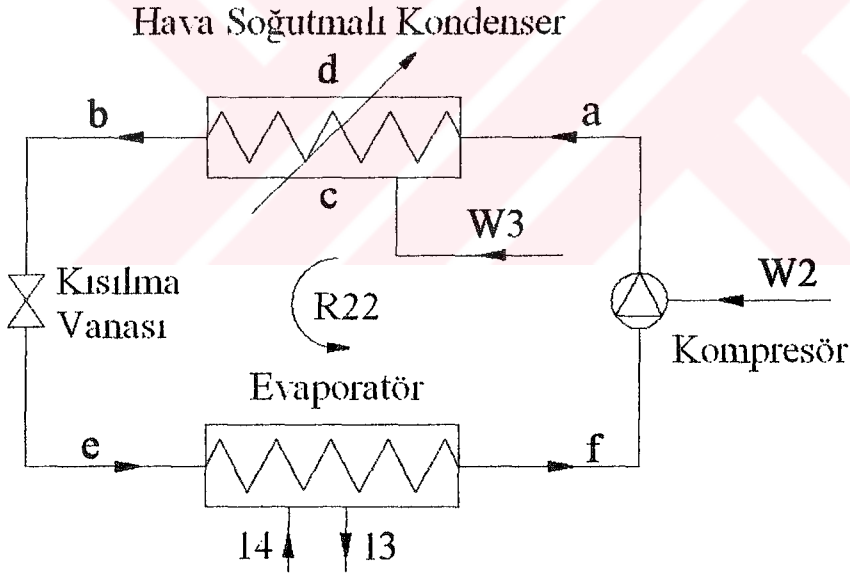 Hava Soğutmalı Kondenser
d
b
a
c
W3
W2
Kısılma
Vanası
R22
Kompresör
Evaporatör
e
f
14
13